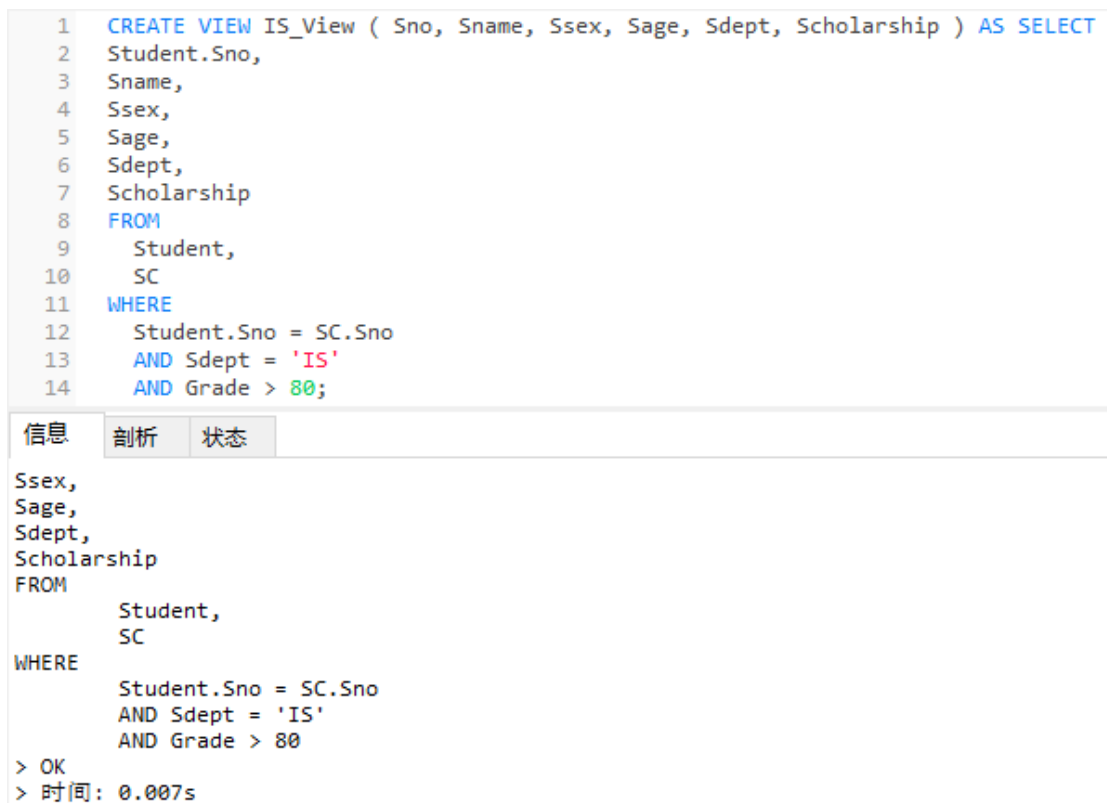 1 CREATE VIEW IS_View ( Sno, Sname, Ssex, Sage, Sdept, Scholarship ) AS SELECT
2 Student.Sno,
3 Sname,
4 Ssex,
5 Sage,
6 Sdept,
7 Scholarship
8 FROM
9 Student,
10 SC
11 WHERE
12 Student.Sno = SC.Sno
13 AND Sdept = 'IS'
14 AND Grade > 80;
信息 剖析 状态
Ssex,
Sage,
Sdept,
Scholarship
FROM
Student,
SC
WHERE
Student.Sno = SC.Sno
AND Sdept = 'IS'
AND Grade > 80
> OK
> 时间: 0.007s